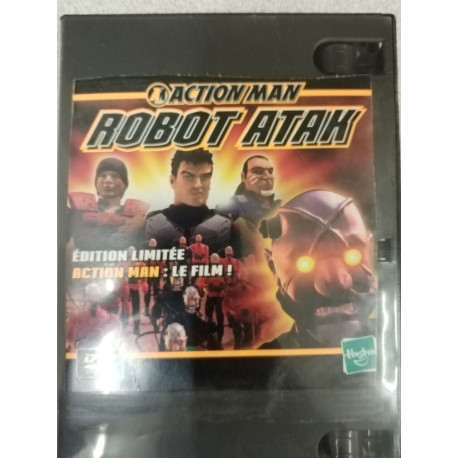 ACTION MAN
ROBOT ATAK
ÉDITION LIMITÉE
ACTION MAN : LE FILM !
Hasbro